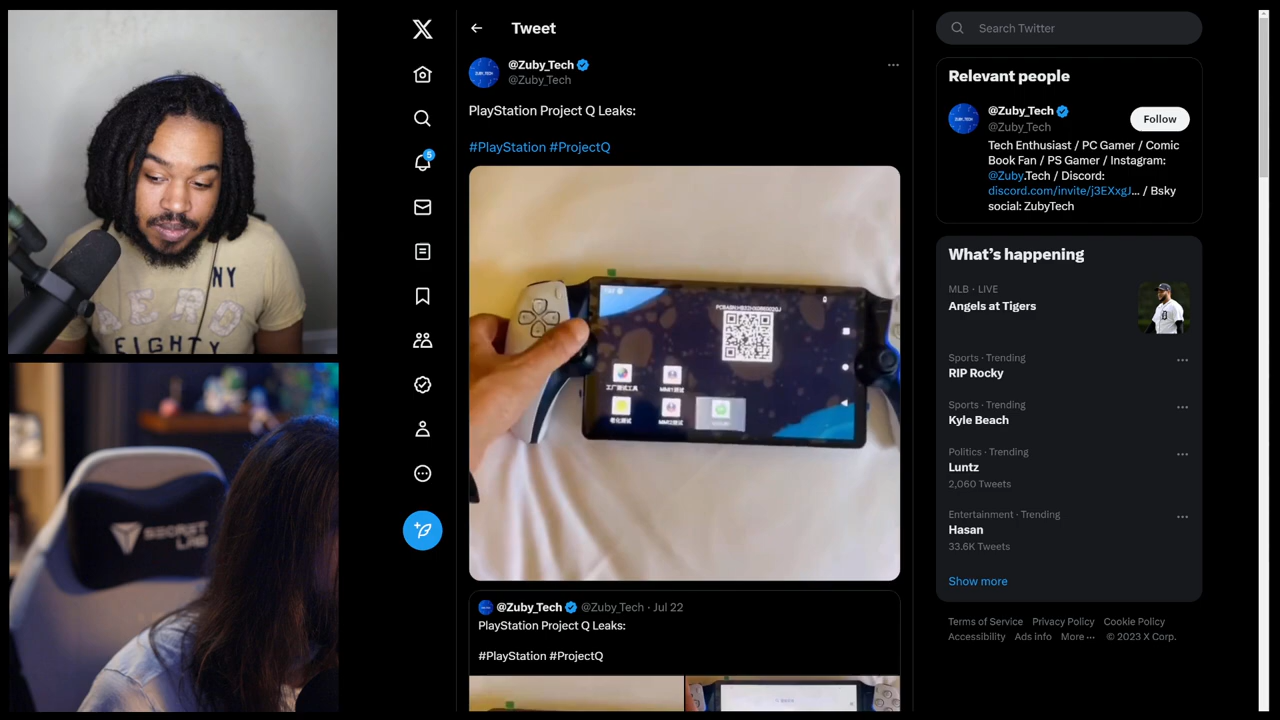 NY
AERO
EIGHTY
SECRET
LAB
Tweet
@Zuby_Tech
@Zuby_Tech
PlayStation Project Q Leaks:
#PlayStation #ProjectQ
5
@Zuby_Tech @Zuby_Tech · Jul 22
PlayStation Project Q Leaks:
#PlayStation #ProjectQ
Search Twitter
Relevant people
@Zuby_Tech
@Zuby_Tech
Follow
Tech Enthusiast / PC Gamer / Comic
Book Fan / PS Gamer / Instagram:
@Zuby.Tech / Discord:
discord.com/invite/j3EXxgJ... / Bsky
social: ZubyTech
What's happening
MLB · LIVE
Angels at Tigers
Sports · Trending
RIP Rocky
Sports · Trending
Kyle Beach
Politics · Trending
Luntz
2,060 Tweets
Entertainment · Trending
Hasan
33.6K Tweets
Show more
Terms of Service Privacy Policy Cookie Policy
Accessibility Ads info More ··· © 2023 X Corp.